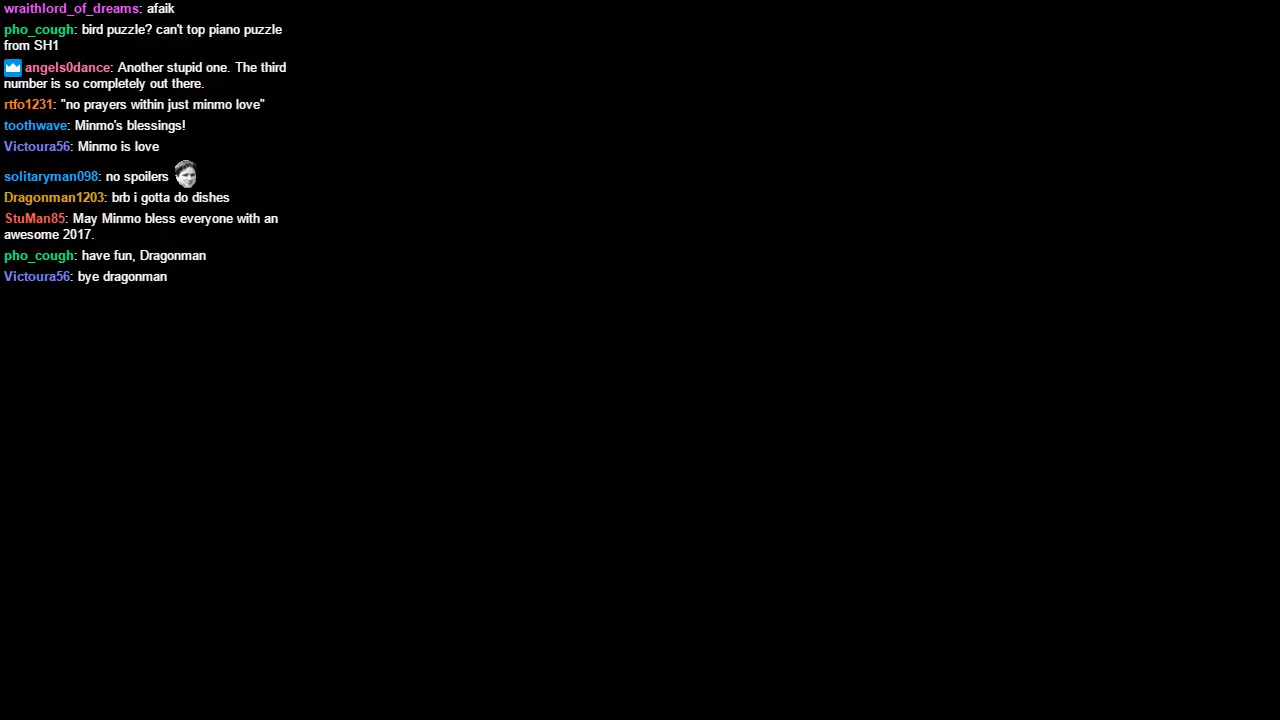 wraithlord_of_dreams: afaik
pho_cough: bird puzzle? can't top piano puzzle
from SH1
angels0dance: Another stupid one. The third
number is so completely out there.
rtfo1231: "no prayers within just minmo love"
toothwave: Minmo's blessings!
Victoura56: Minmo is love
solitaryman098: no spoilers
Dragonman1203: brb i gotta do dishes
StuMan85: May Minmo bless everyone with an
awesome 2017.
pho_cough: have fun, Dragonman
Victoura56: bye dragonman